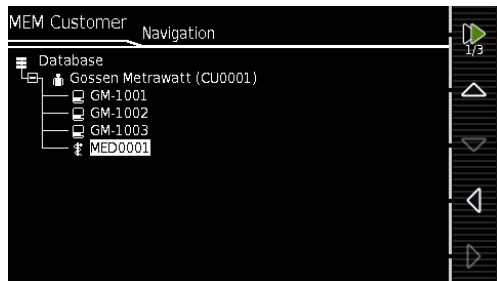 MEM Customer
Navigation
1/3
Database
Gossen Metrawatt (CU0001)
GM-1001
GM-1002
GM-1003
MED0001